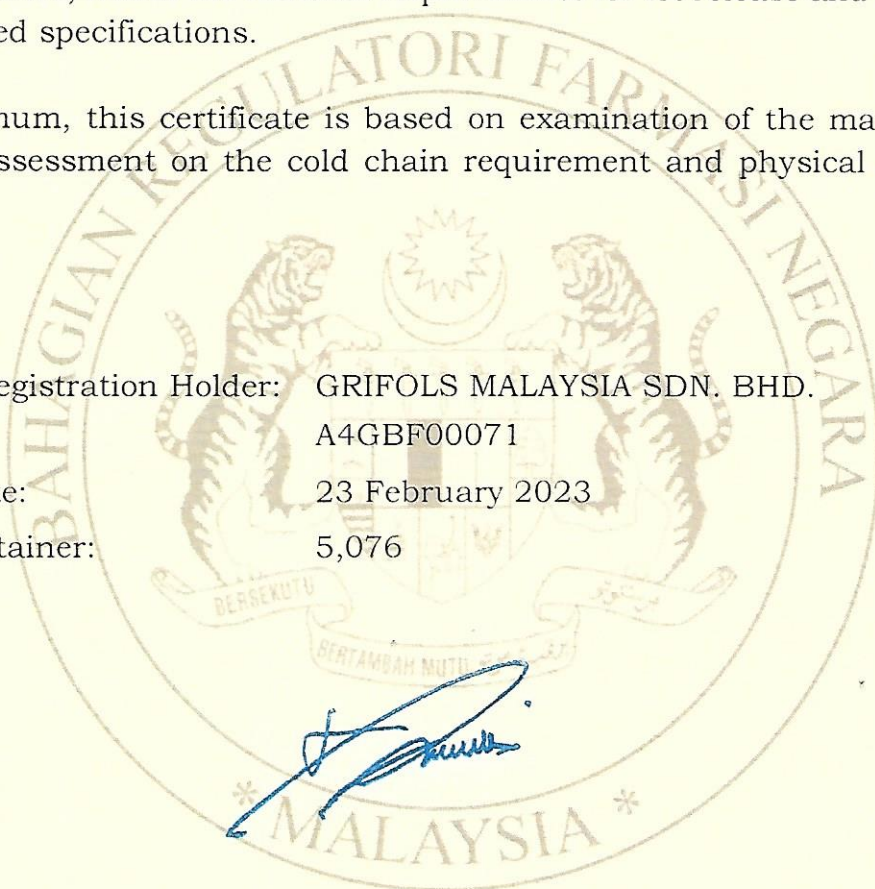 ed specifications.
num, this certificate is based on examination of the ma
ssessment on the cold chain requirement and physical
egistration Holder: GRIFOLS MALAYSIA SDN. BHD.
A4GBF00071
e: 23 February 2023
tainer: 5,076
BAHAGIAN REGULATORI FARMASI NEGARA
BERSEKUTU
BERTAMBAH MUTU
* MALAYSIA *